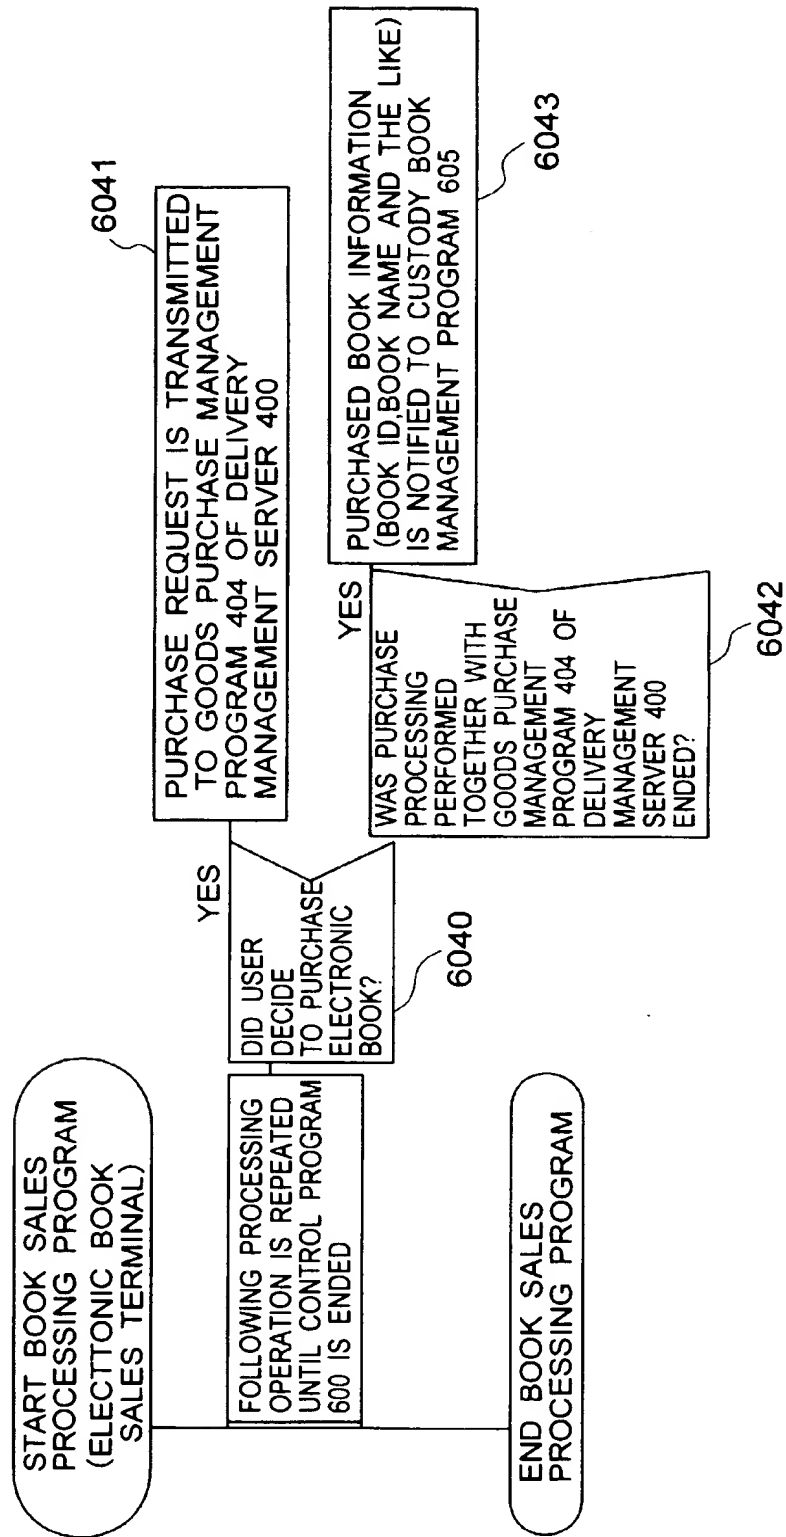 START BOOK SALES
PROCESSING PROGRAM
(ELECTTONIC BOOK
SALES TERMINAL)
FOLLOWING PROCESSING
OPERATION IS REPEATED
UNTIL CONTROL PROGRAM
600 IS ENDED
DID USER
DECIDE
TO PURCHASE
ELECTRONIC
BOOK?
6040
YES
PURCHASE REQUEST IS TRANSMITTED
TO GOODS PURCHASE MANAGEMENT
PROGRAM 404 OF DELIVERY
MANAGEMENT SERVER 400
6041
WAS PURCHASE
PROCESSING
PERFORMED
TOGETHER WITH
GOODS PURCHASE
MANAGEMENT
PROGRAM 404 OF
DELIVERY
MANAGEMENT
SERVER 400
ENDED?
6042
YES
PURCHASED BOOK INFORMATION
(BOOK ID,BOOK NAME AND THE LIKE)
IS NOTIFIED TO CUSTODY BOOK
MANAGEMENT PROGRAM 605
6043
END BOOK SALES
PROCESSING PROGRAM